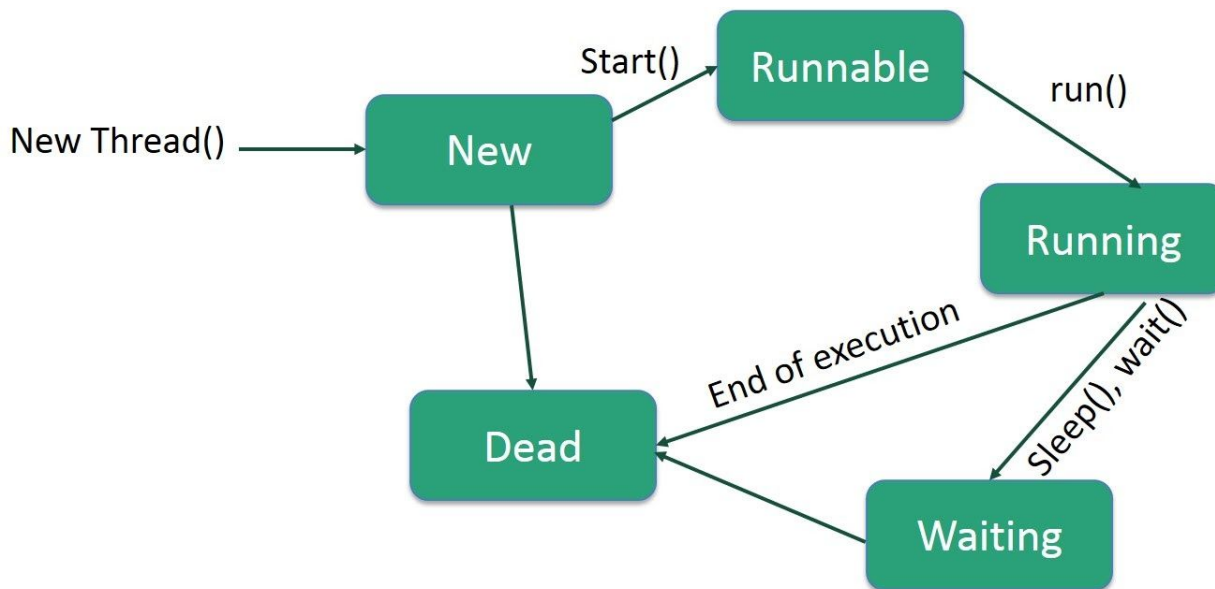 Start()
Runnable
run()
New Thread()
New
Running
End of execution
Sleep(), wait()
Dead
Waiting